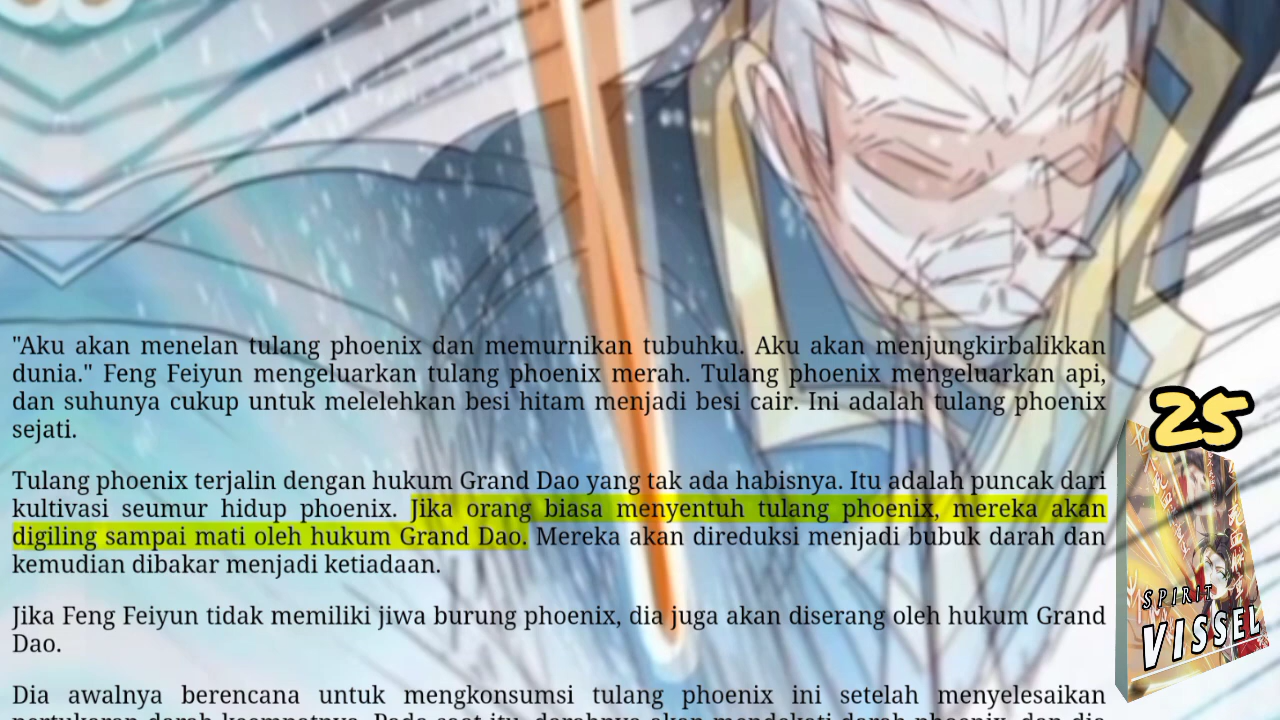 "Aku akan menelan tulang phoenix dan memurnikan tubuhku. Aku akan menjungkirbalikkan
dunia." Feng Feiyun mengeluarkan tulang phoenix merah. Tulang phoenix mengeluarkan api,
dan suhunya cukup untuk melelehkan besi hitam menjadi besi cair. Ini adalah tulang phoenix
sejati.
Tulang phoenix terjalin dengan hukum Grand Dao yang tak ada habisnya. Itu adalah puncak dari
kultivasi seumur hidup phoenix. Jika orang biasa menyentuh tulang phoenix, mereka akan
digiling sampai mati oleh hukum Grand Dao. Mereka akan direduksi menjadi bubuk darah dan
kemudian dibakar menjadi ketiadaan.
Jika Feng Feiyun tidak memiliki jiwa burung phoenix, dia juga akan diserang oleh hukum Grand
Dao.
Dia awalnya berencana untuk mengkonsumsi tulang phoenix ini setelah menyelesaikan
25
SPIRIT
VISSEL